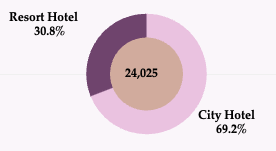 Resort Hotel
30.8%
24,025
City Hotel
69.2%